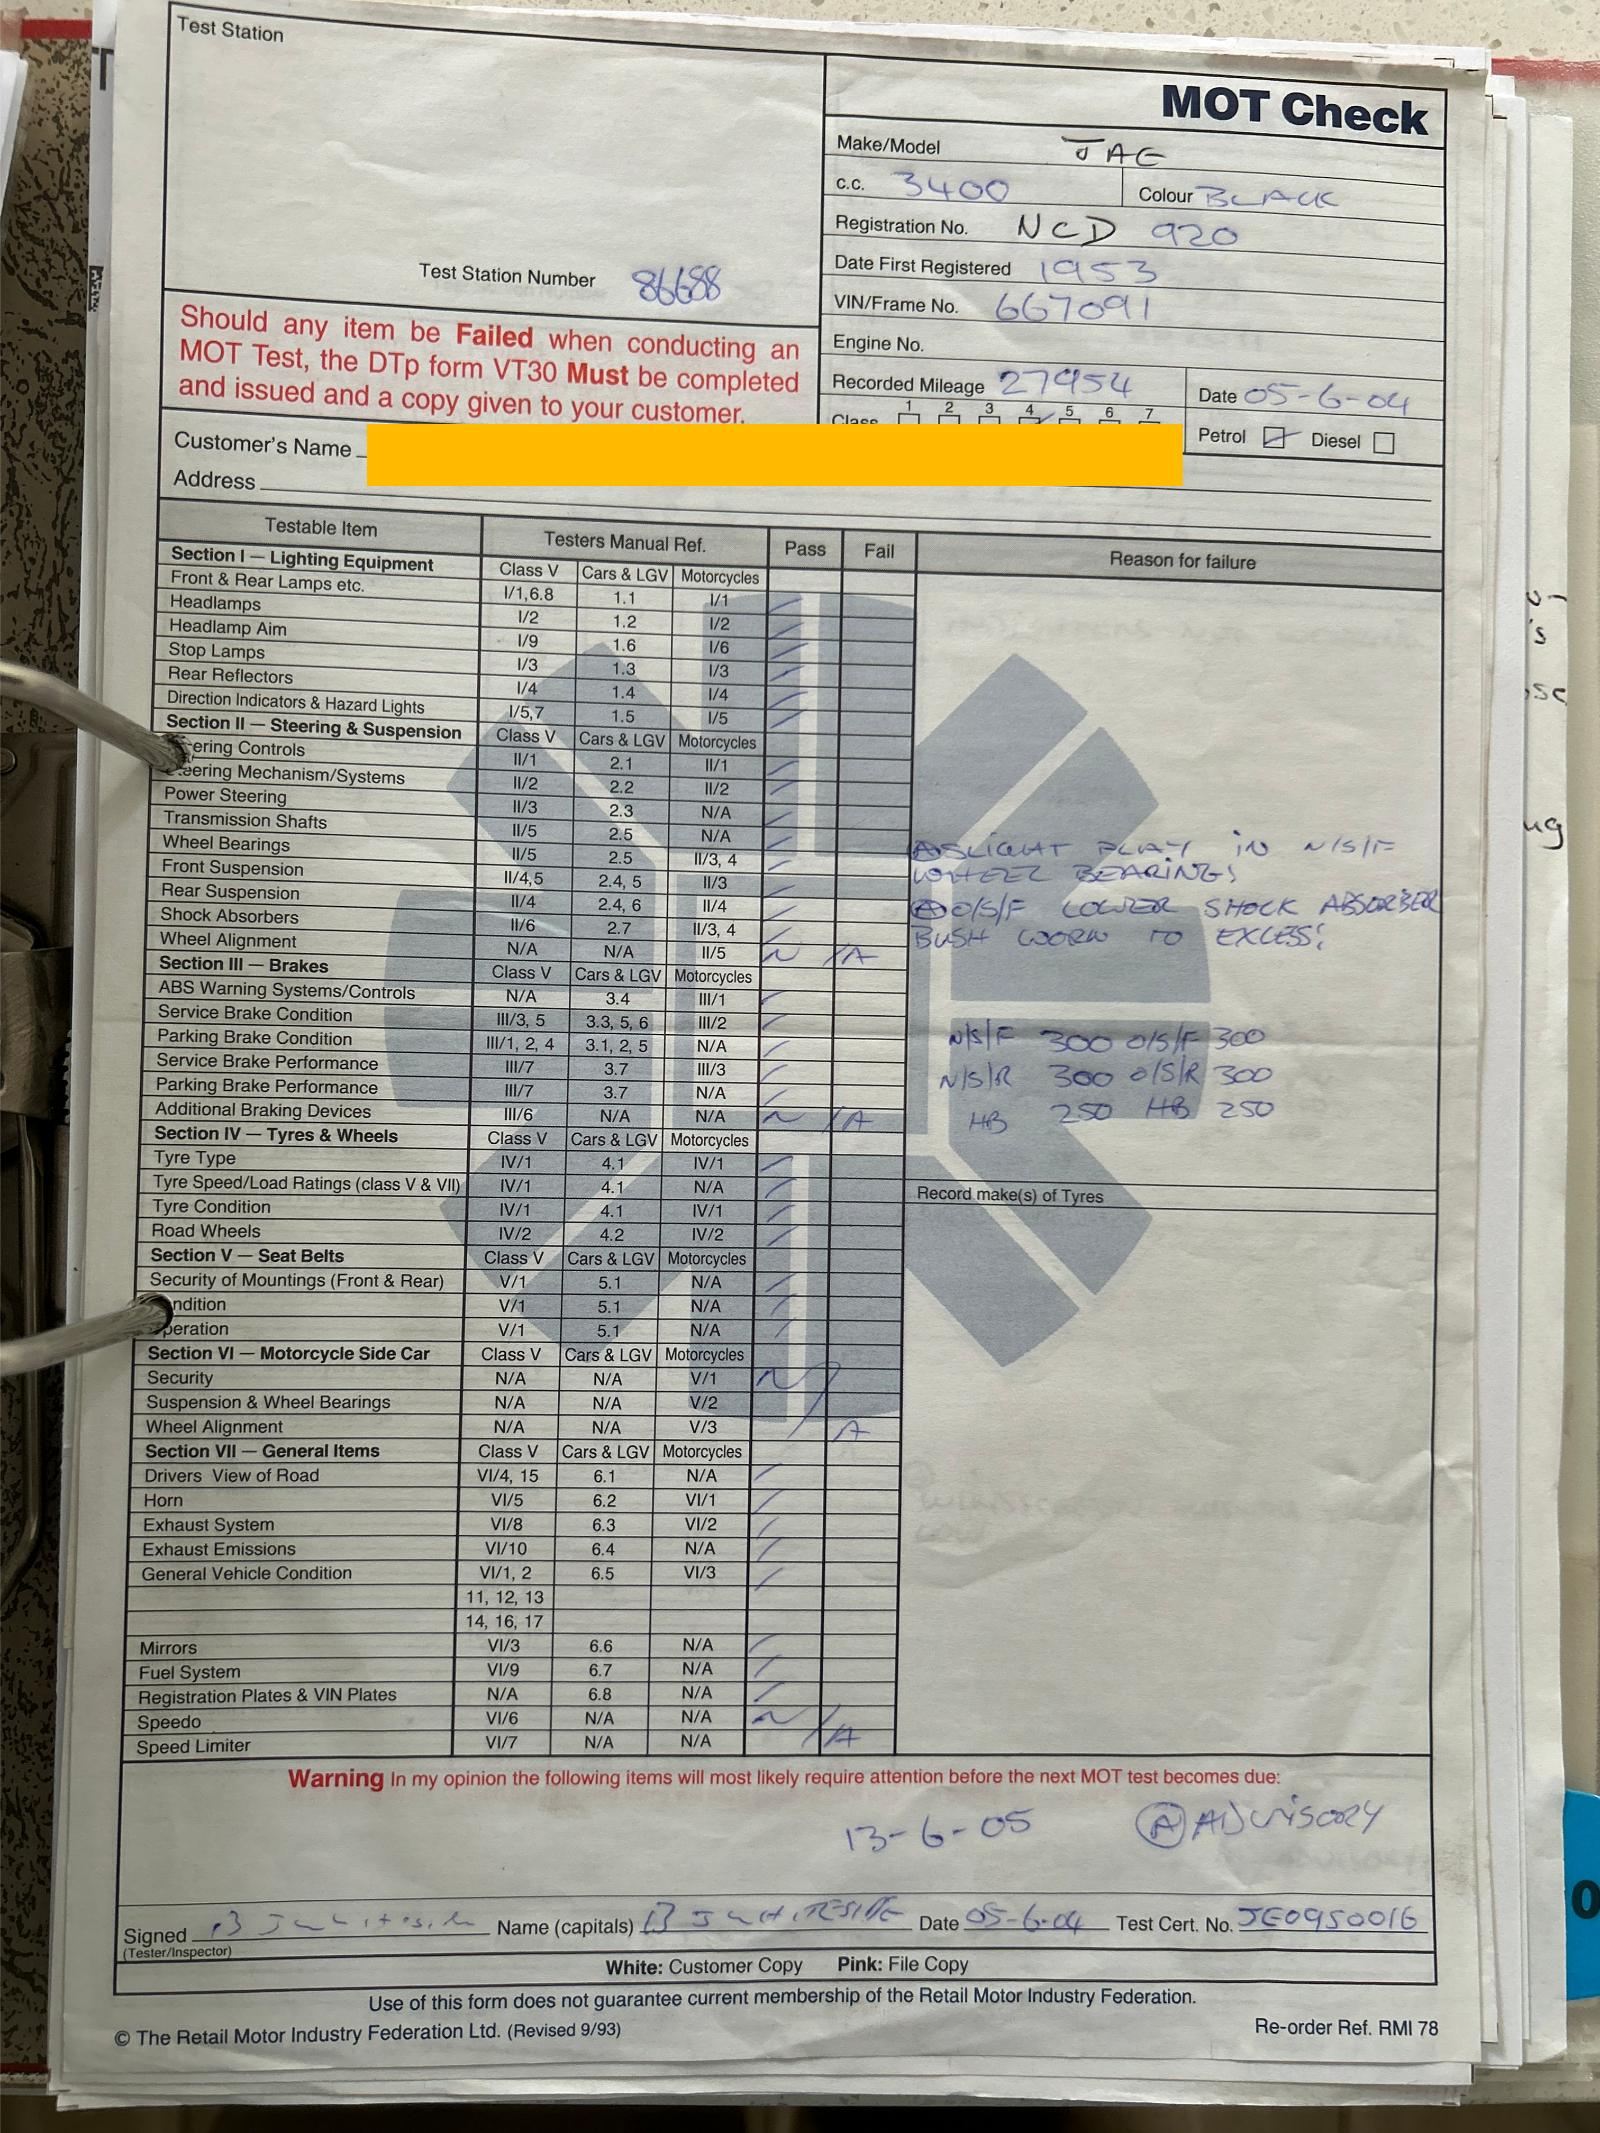 Test Station
MOT Check
Make/Model JAG
c.c. 3400 Colour BLACK
Registration No. NCD 920
Date First Registered 1953
Test Station Number 86688
VIN/Frame No. 667091
Should any item be Failed when conducting an
MOT Test, the DTp form VT30 Must be completed
and issued and a copy given to your customer.
Engine No.
Recorded Mileage 27954 Date 05-6-04
Class 1 2 3 4 5 6 7
Petrol Diesel
Customer's Name
Address
Testable Item Testers Manual Ref. Pass Fail Reason for failure
Section I — Lighting Equipment Class V Cars & LGV Motorcycles
Front & Rear Lamps etc. I/1,6.8 1.1 I/1
Headlamps I/2 1.2 I/2
Headlamp Aim I/9 1.6 I/6
Stop Lamps I/3 1.3 I/3
Rear Reflectors I/4 1.4 I/4
Direction Indicators & Hazard Lights I/5,7 1.5 I/5
Section II — Steering & Suspension Class V Cars & LGV Motorcycles
ering Controls II/1 2.1 II/1
eering Mechanism/Systems II/2 2.2 II/2
Power Steering II/3 2.3 N/A
Transmission Shafts II/5 2.5 N/A
Wheel Bearings II/5 2.5 II/3, 4
Front Suspension II/4,5 2.4, 5 II/3
Rear Suspension II/4 2.4, 6 II/4
Shock Absorbers II/6 2.7 II/3, 4
Wheel Alignment N/A N/A II/5 N/A
A SLIGHT PLAY IN N/S/F
WHEEL BEARING!
A O/S/F LOWER SHOCK ABSORBER
BUSH WORN TO EXCESS!
Section III — Brakes Class V Cars & LGV Motorcycles
ABS Warning Systems/Controls N/A 3.4 III/1
Service Brake Condition III/3, 5 3.3, 5, 6 III/2
Parking Brake Condition III/1, 2, 4 3.1, 2, 5 N/A
Service Brake Performance III/7 3.7 III/3
Parking Brake Performance III/7 3.7 N/A
Additional Braking Devices III/6 N/A N/A N/A
N/S/F 300 O/S/F 300
N/S/R 300 O/S/R 300
HB 250 HB 250
Section IV — Tyres & Wheels Class V Cars & LGV Motorcycles
Tyre Type IV/1 4.1 IV/1
Tyre Speed/Load Ratings (class V & VII) IV/1 4.1 N/A
Record make(s) of Tyres
Tyre Condition IV/1 4.1 IV/1
Road Wheels IV/2 4.2 IV/2
Section V — Seat Belts Class V Cars & LGV Motorcycles
Security of Mountings (Front & Rear) V/1 5.1 N/A
ndition V/1 5.1 N/A
peration V/1 5.1 N/A
Section VI — Motorcycle Side Car Class V Cars & LGV Motorcycles
Security N/A N/A V/1 N/A
Suspension & Wheel Bearings N/A N/A V/2
Wheel Alignment N/A N/A V/3
Section VII — General Items Class V Cars & LGV Motorcycles
Drivers View of Road VI/4, 15 6.1 N/A
Horn VI/5 6.2 VI/1
Exhaust System VI/8 6.3 VI/2
Exhaust Emissions VI/10 6.4 N/A
General Vehicle Condition VI/1, 2 6.5 VI/3
11, 12, 13
14, 16, 17
Mirrors VI/3 6.6 N/A
Fuel System VI/9 6.7 N/A
Registration Plates & VIN Plates N/A 6.8 N/A
Speedo VI/6 N/A N/A N/A
Speed Limiter VI/7 N/A N/A
Warning In my opinion the following items will most likely require attention before the next MOT test becomes due:
13-6-05 A ADVISORY
Signed Name (capitals) B J WHITESIDE Date 05-6-04 Test Cert. No. JE0950016
(Tester/Inspector)
White: Customer Copy Pink: File Copy
Use of this form does not guarantee current membership of the Retail Motor Industry Federation.
© The Retail Motor Industry Federation Ltd. (Revised 9/93) Re-order Ref. RMI 78